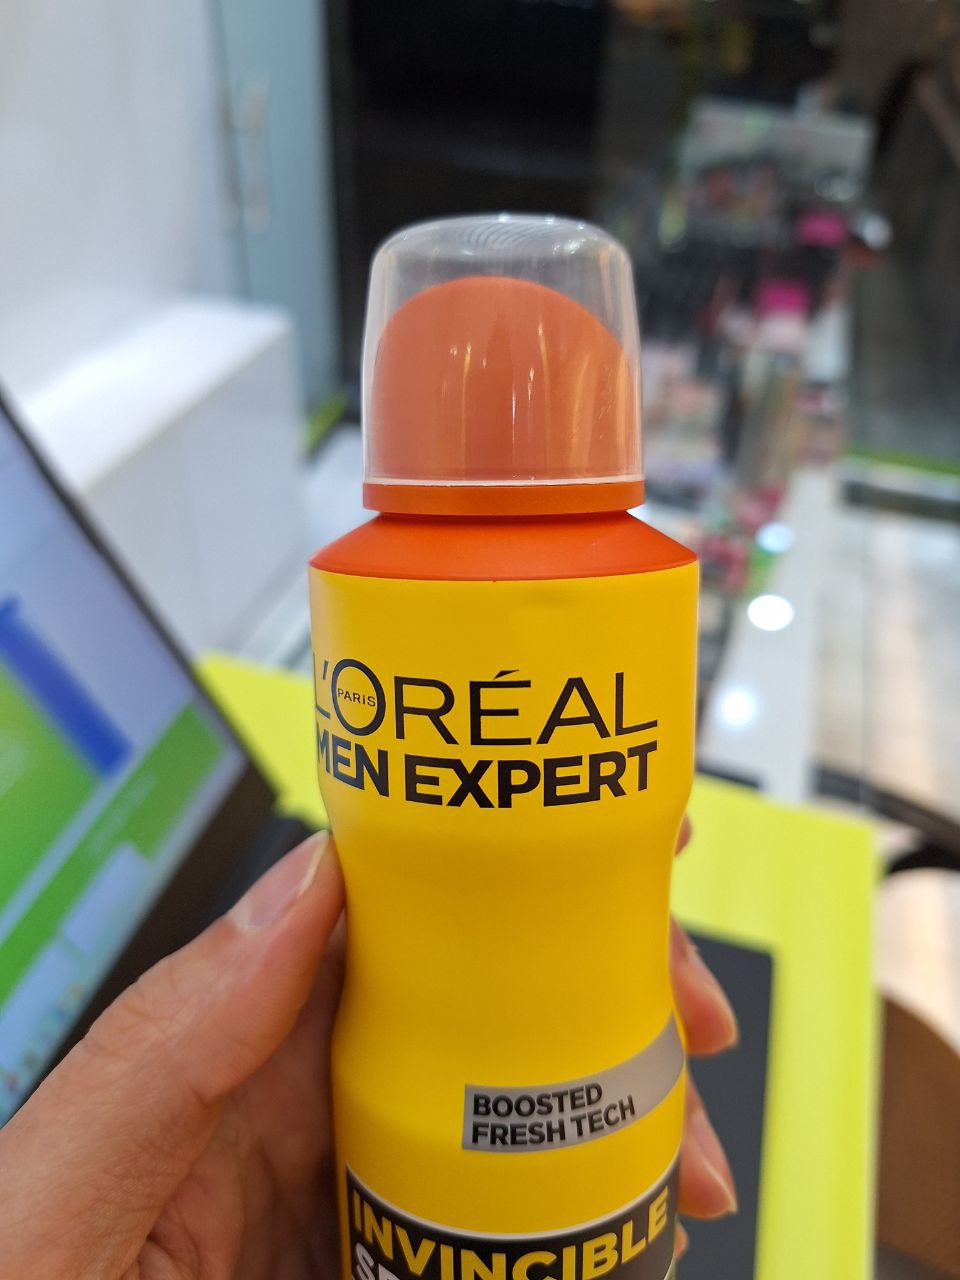 L'ORÉAL
PARIS
MEN EXPERT
BOOSTED
FRESH TECH
INVINCIBLE